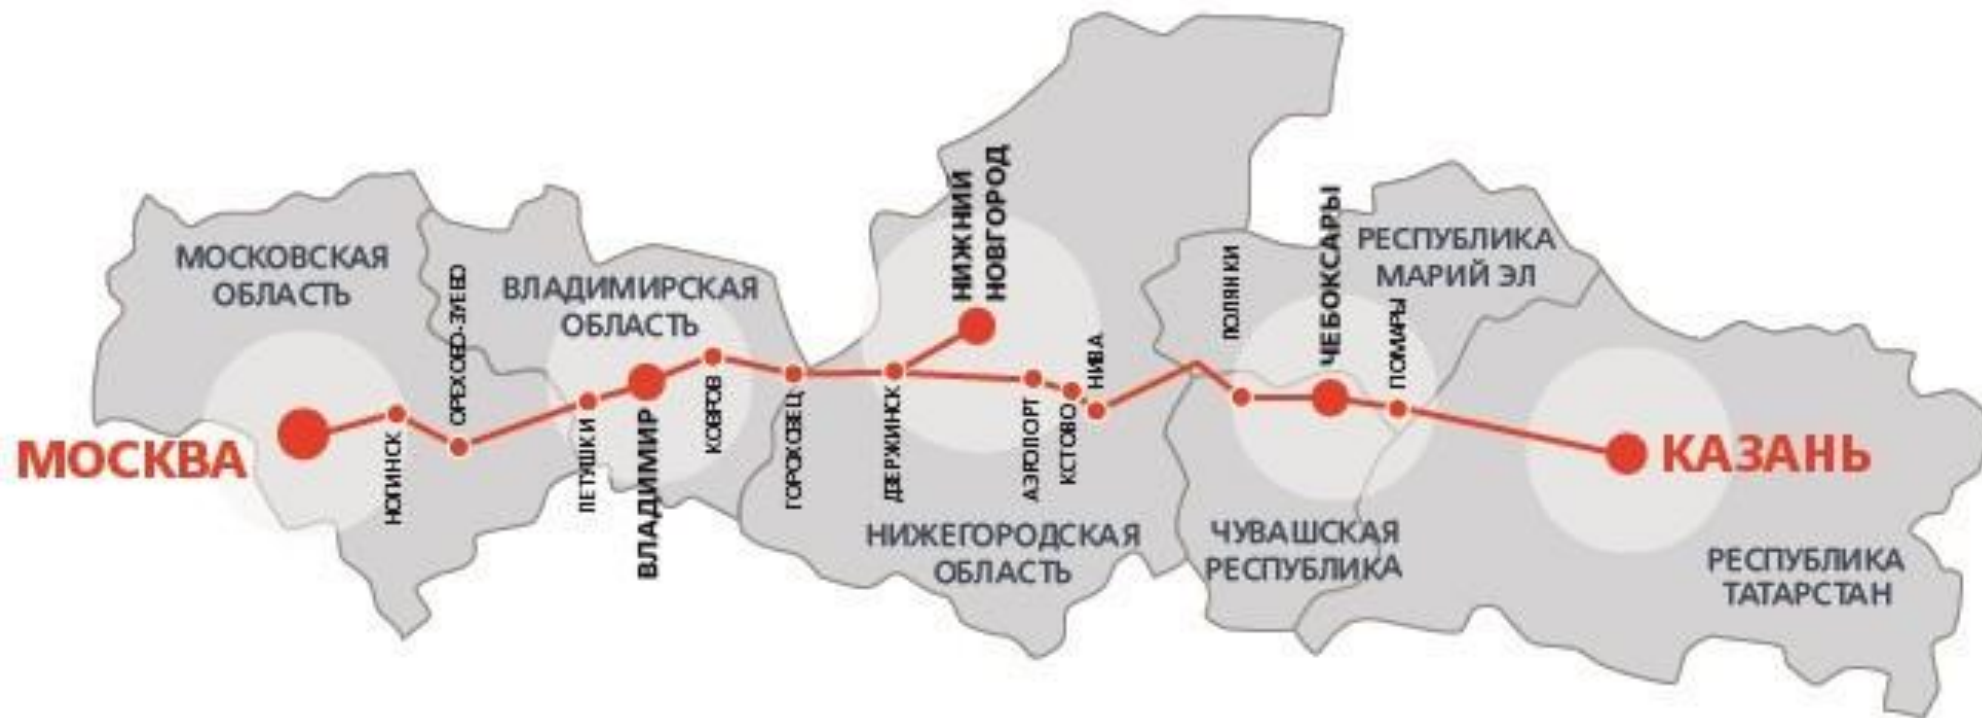 МОСКОВСКАЯ
ОБЛАСТЬ
МОСКВА
НОГИНСК
ОРЕХОВО-ЗУЕВО
ВЛАДИМИРСКАЯ
ОБЛАСТЬ
ПЕТУШКИ
ВЛАДИМИР
КОВРОВ
ГОРОХОВЕЦ
ДЗЕРЖИНСК
НИЖНИЙ
НОВГОРОД
АЭРОПОРТ
КСТОВО
НИВА
НИЖЕГОРОДСКАЯ
ОБЛАСТЬ
ПОЛЯНКИ
ЧЕБОКСАРЫ
ПОМАРЫ
РЕСПУБЛИКА
МАРИЙ ЭЛ
ЧУВАШСКАЯ
РЕСПУБЛИКА
КАЗАНЬ
РЕСПУБЛИКА
ТАТАРСТАН